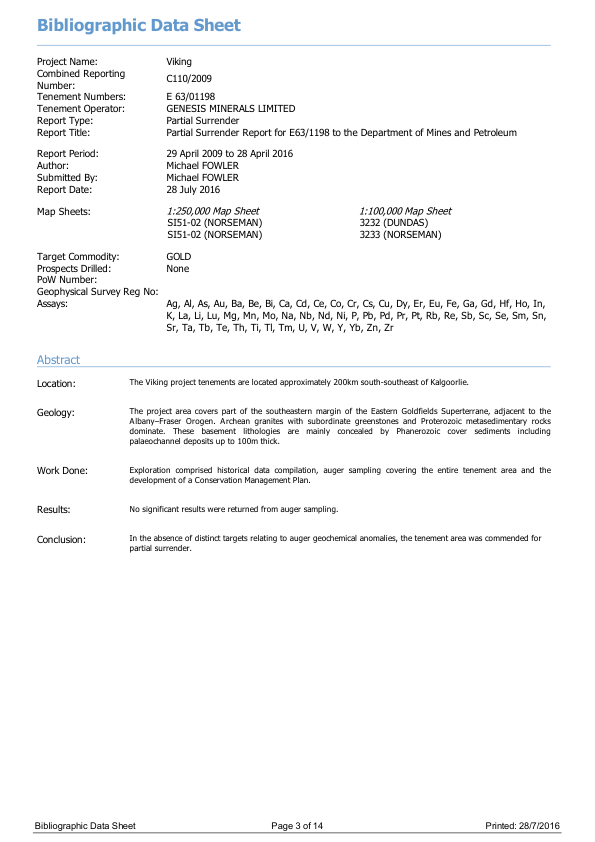 Bibliographic Data Sheet
Project Name: Viking
Combined Reporting
Number: C110/2009
Tenement Numbers: E 63/01198
Tenement Operator: GENESIS MINERALS LIMITED
Report Type: Partial Surrender
Report Title: Partial Surrender Report for E63/1198 to the Department of Mines and Petroleum
Report Period: 29 April 2009 to 28 April 2016
Author: Michael FOWLER
Submitted By: Michael FOWLER
Report Date: 28 July 2016
Map Sheets: 1:250,000 Map Sheet 1:100,000 Map Sheet
SI51-02 (NORSEMAN) 3232 (DUNDAS)
SI51-02 (NORSEMAN) 3233 (NORSEMAN)
Target Commodity: GOLD
Prospects Drilled: None
PoW Number:
Geophysical Survey Reg No:
Assays: Ag, Al, As, Au, Ba, Be, Bi, Ca, Cd, Ce, Co, Cr, Cs, Cu, Dy, Er, Eu, Fe, Ga, Gd, Hf, Ho, In,
K, La, Li, Lu, Mg, Mn, Mo, Na, Nb, Nd, Ni, P, Pb, Pd, Pr, Pt, Rb, Re, Sb, Sc, Se, Sm, Sn,
Sr, Ta, Tb, Te, Th, Ti, Tl, Tm, U, V, W, Y, Yb, Zn, Zr
Abstract
Location: The Viking project tenements are located approximately 200km south-southeast of Kalgoorlie.
Geology: The project area covers part of the southeastern margin of the Eastern Goldfields Superterrane, adjacent to the
Albany–Fraser Orogen. Archean granites with subordinate greenstones and Proterozoic metasedimentary rocks
dominate. These basement lithologies are mainly concealed by Phanerozoic cover sediments including
palaeochannel deposits up to 100m thick.
Work Done: Exploration comprised historical data compilation, auger sampling covering the entire tenement area and the
development of a Conservation Management Plan.
Results: No significant results were returned from auger sampling.
Conclusion: In the absence of distinct targets relating to auger geochemical anomalies, the tenement area was commended for
partial surrender.
Bibliographic Data Sheet Page 3 of 14 Printed: 28/7/2016